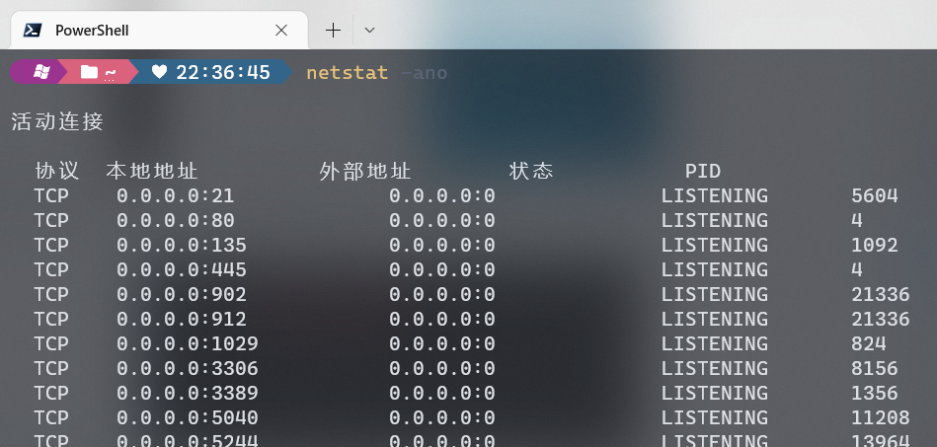 PowerShell
~ 22:36:45 netstat -ano
活动连接
协议 本地地址 外部地址 状态 PID
TCP 0.0.0.0:21 0.0.0.0:0 LISTENING 5604
TCP 0.0.0.0:80 0.0.0.0:0 LISTENING 4
TCP 0.0.0.0:135 0.0.0.0:0 LISTENING 1092
TCP 0.0.0.0:445 0.0.0.0:0 LISTENING 4
TCP 0.0.0.0:902 0.0.0.0:0 LISTENING 21336
TCP 0.0.0.0:912 0.0.0.0:0 LISTENING 21336
TCP 0.0.0.0:1029 0.0.0.0:0 LISTENING 824
TCP 0.0.0.0:3306 0.0.0.0:0 LISTENING 8156
TCP 0.0.0.0:3389 0.0.0.0:0 LISTENING 1356
TCP 0.0.0.0:5040 0.0.0.0:0 LISTENING 11208
TCP 0.0.0.0:5244 0.0.0.0:0 LISTENING 13964